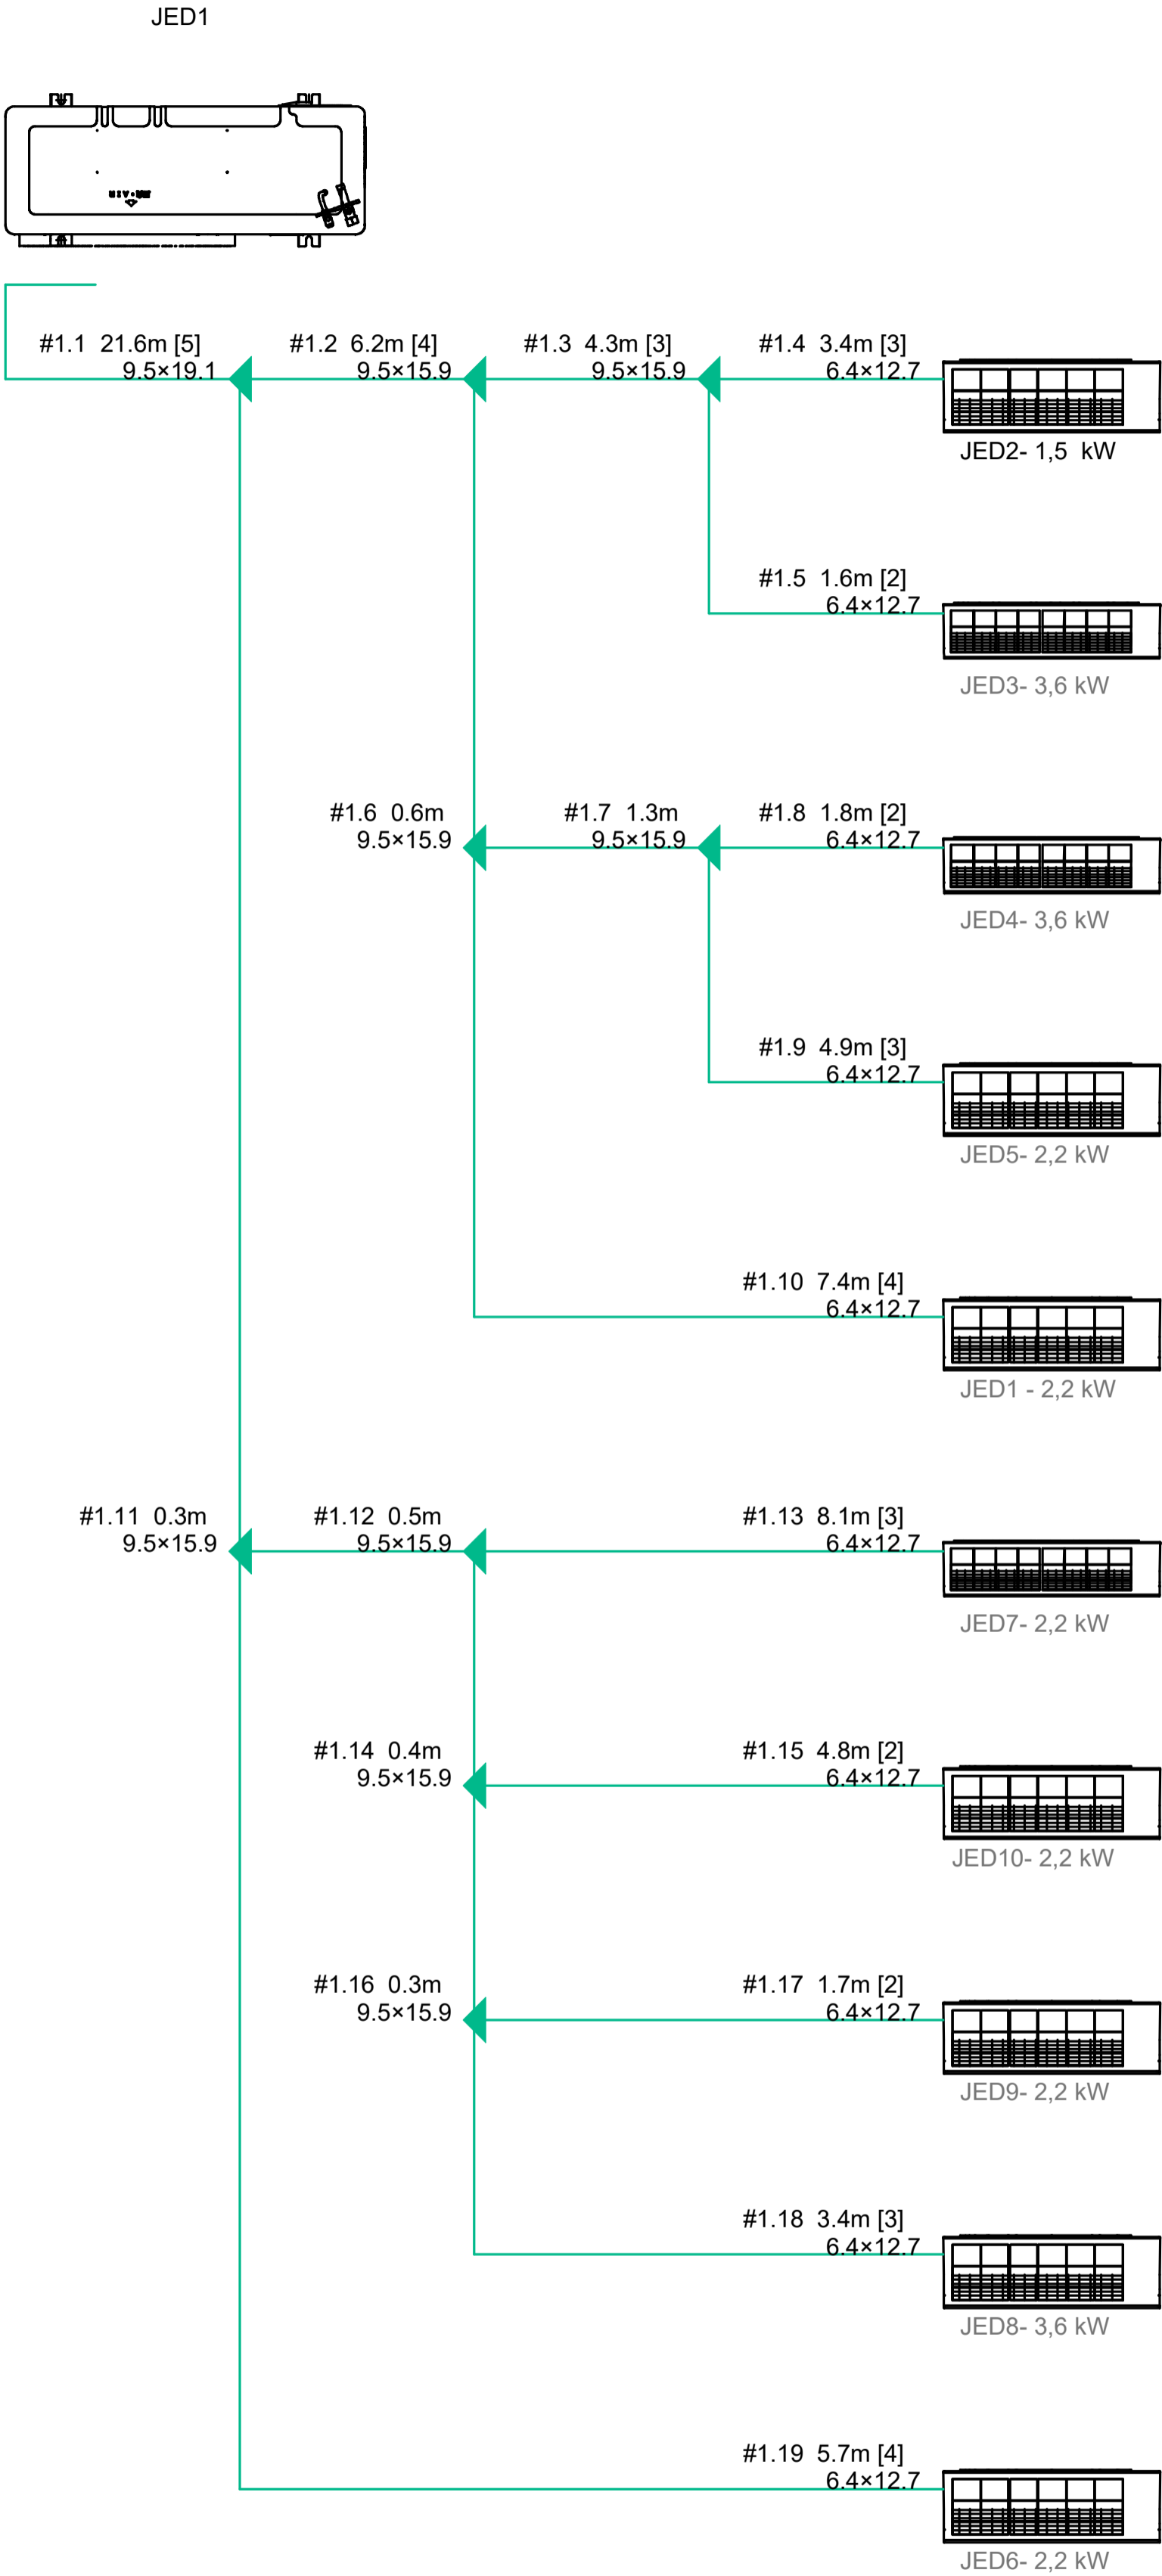 JED1
#1.1 21.6m [5]
9.5×19.1
#1.2 6.2m [4]
9.5×15.9
#1.3 4.3m [3]
9.5×15.9
#1.4 3.4m [3]
6.4×12.7
JED2- 1,5 kW
#1.5 1.6m [2]
6.4×12.7
JED3- 3,6 kW
#1.6 0.6m
9.5×15.9
#1.7 1.3m
9.5×15.9
#1.8 1.8m [2]
6.4×12.7
JED4- 3,6 kW
#1.9 4.9m [3]
6.4×12.7
JED5- 2,2 kW
#1.10 7.4m [4]
6.4×12.7
JED1 - 2,2 kW
#1.11 0.3m
9.5×15.9
#1.12 0.5m
9.5×15.9
#1.13 8.1m [3]
6.4×12.7
JED7- 2,2 kW
#1.14 0.4m
9.5×15.9
#1.15 4.8m [2]
6.4×12.7
JED10- 2,2 kW
#1.16 0.3m
9.5×15.9
#1.17 1.7m [2]
6.4×12.7
JED9- 2,2 kW
#1.18 3.4m [3]
6.4×12.7
JED8- 3,6 kW
#1.19 5.7m [4]
6.4×12.7
JED6- 2,2 kW